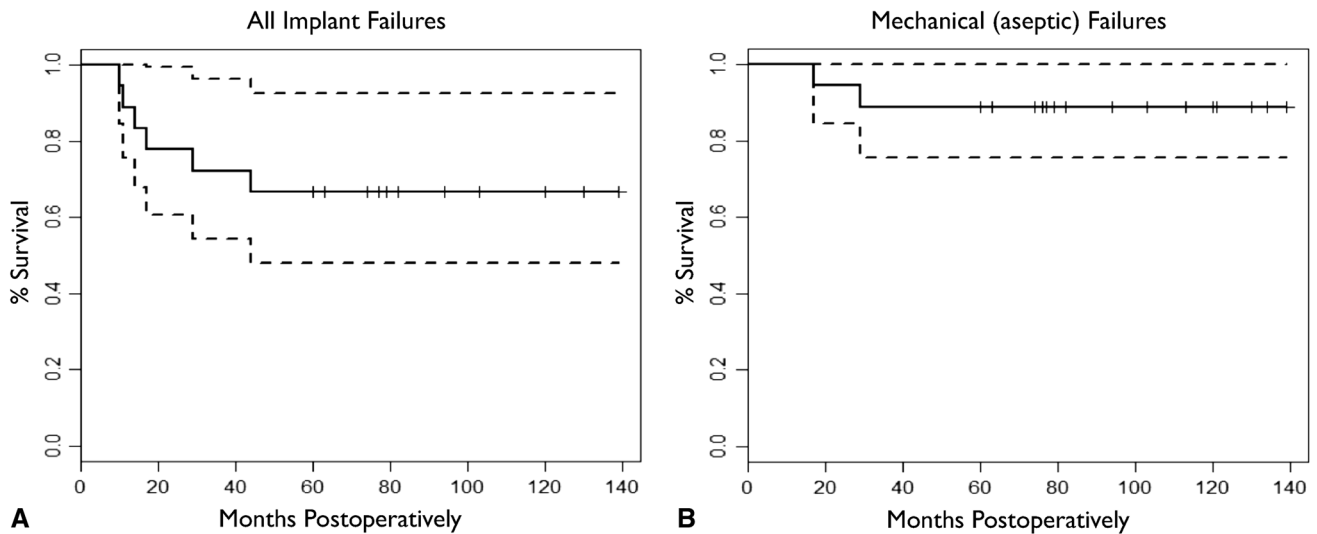 All Implant Failures
% Survival
1.0
0.8
0.6
0.4
0.2
0.0
0 20 40 60 80 100 120 140
Months Postoperatively
A
Mechanical (aseptic) Failures
% Survival
1.0
0.8
0.6
0.4
0.2
0.0
0 20 40 60 80 100 120 140
Months Postoperatively
B